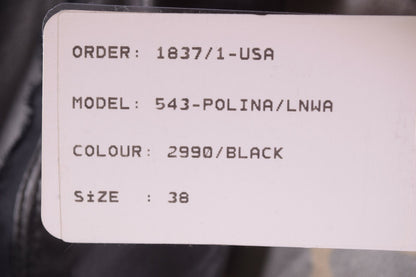 ORDER: 1837/1-USA
MODEL: 543-POLINA/LNWA
COLOUR: 2990/BLACK
SiZE : 38